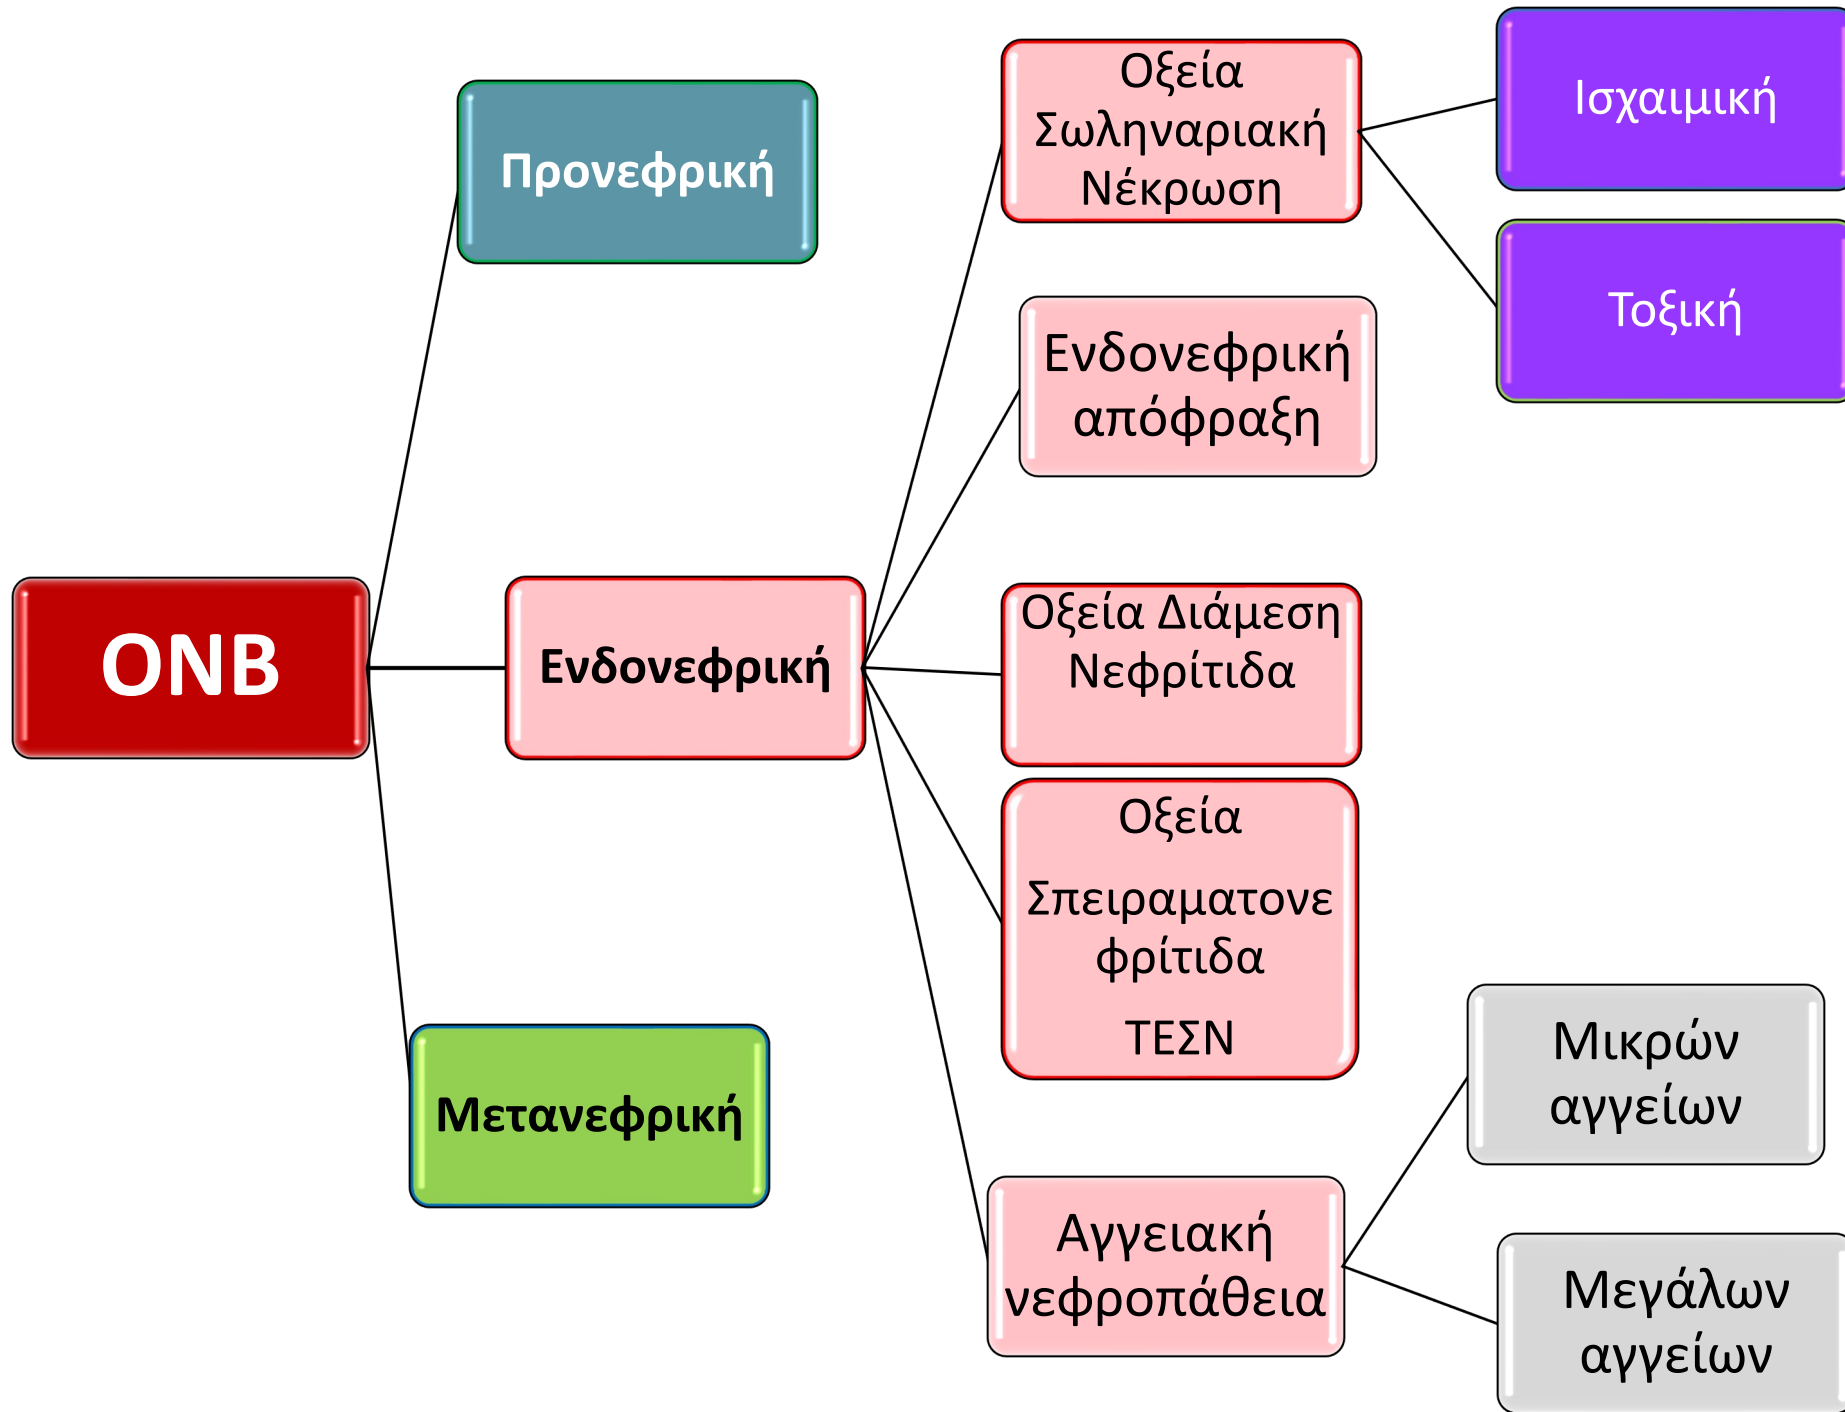 ΟΝΒ
Προνεφρική
Ενδονεφρική
Μετανεφρική
Οξεία
Σωληναριακή
Νέκρωση
Ενδονεφρική
απόφραξη
Οξεία Διάμεση
Νεφρίτιδα
Οξεία
Σπειραματονε
φρίτιδα
ΤΕΣΝ
Αγγειακή
νεφροπάθεια
Ισχαιμική
Τοξική
Μικρών
αγγείων
Μεγάλων
αγγείων